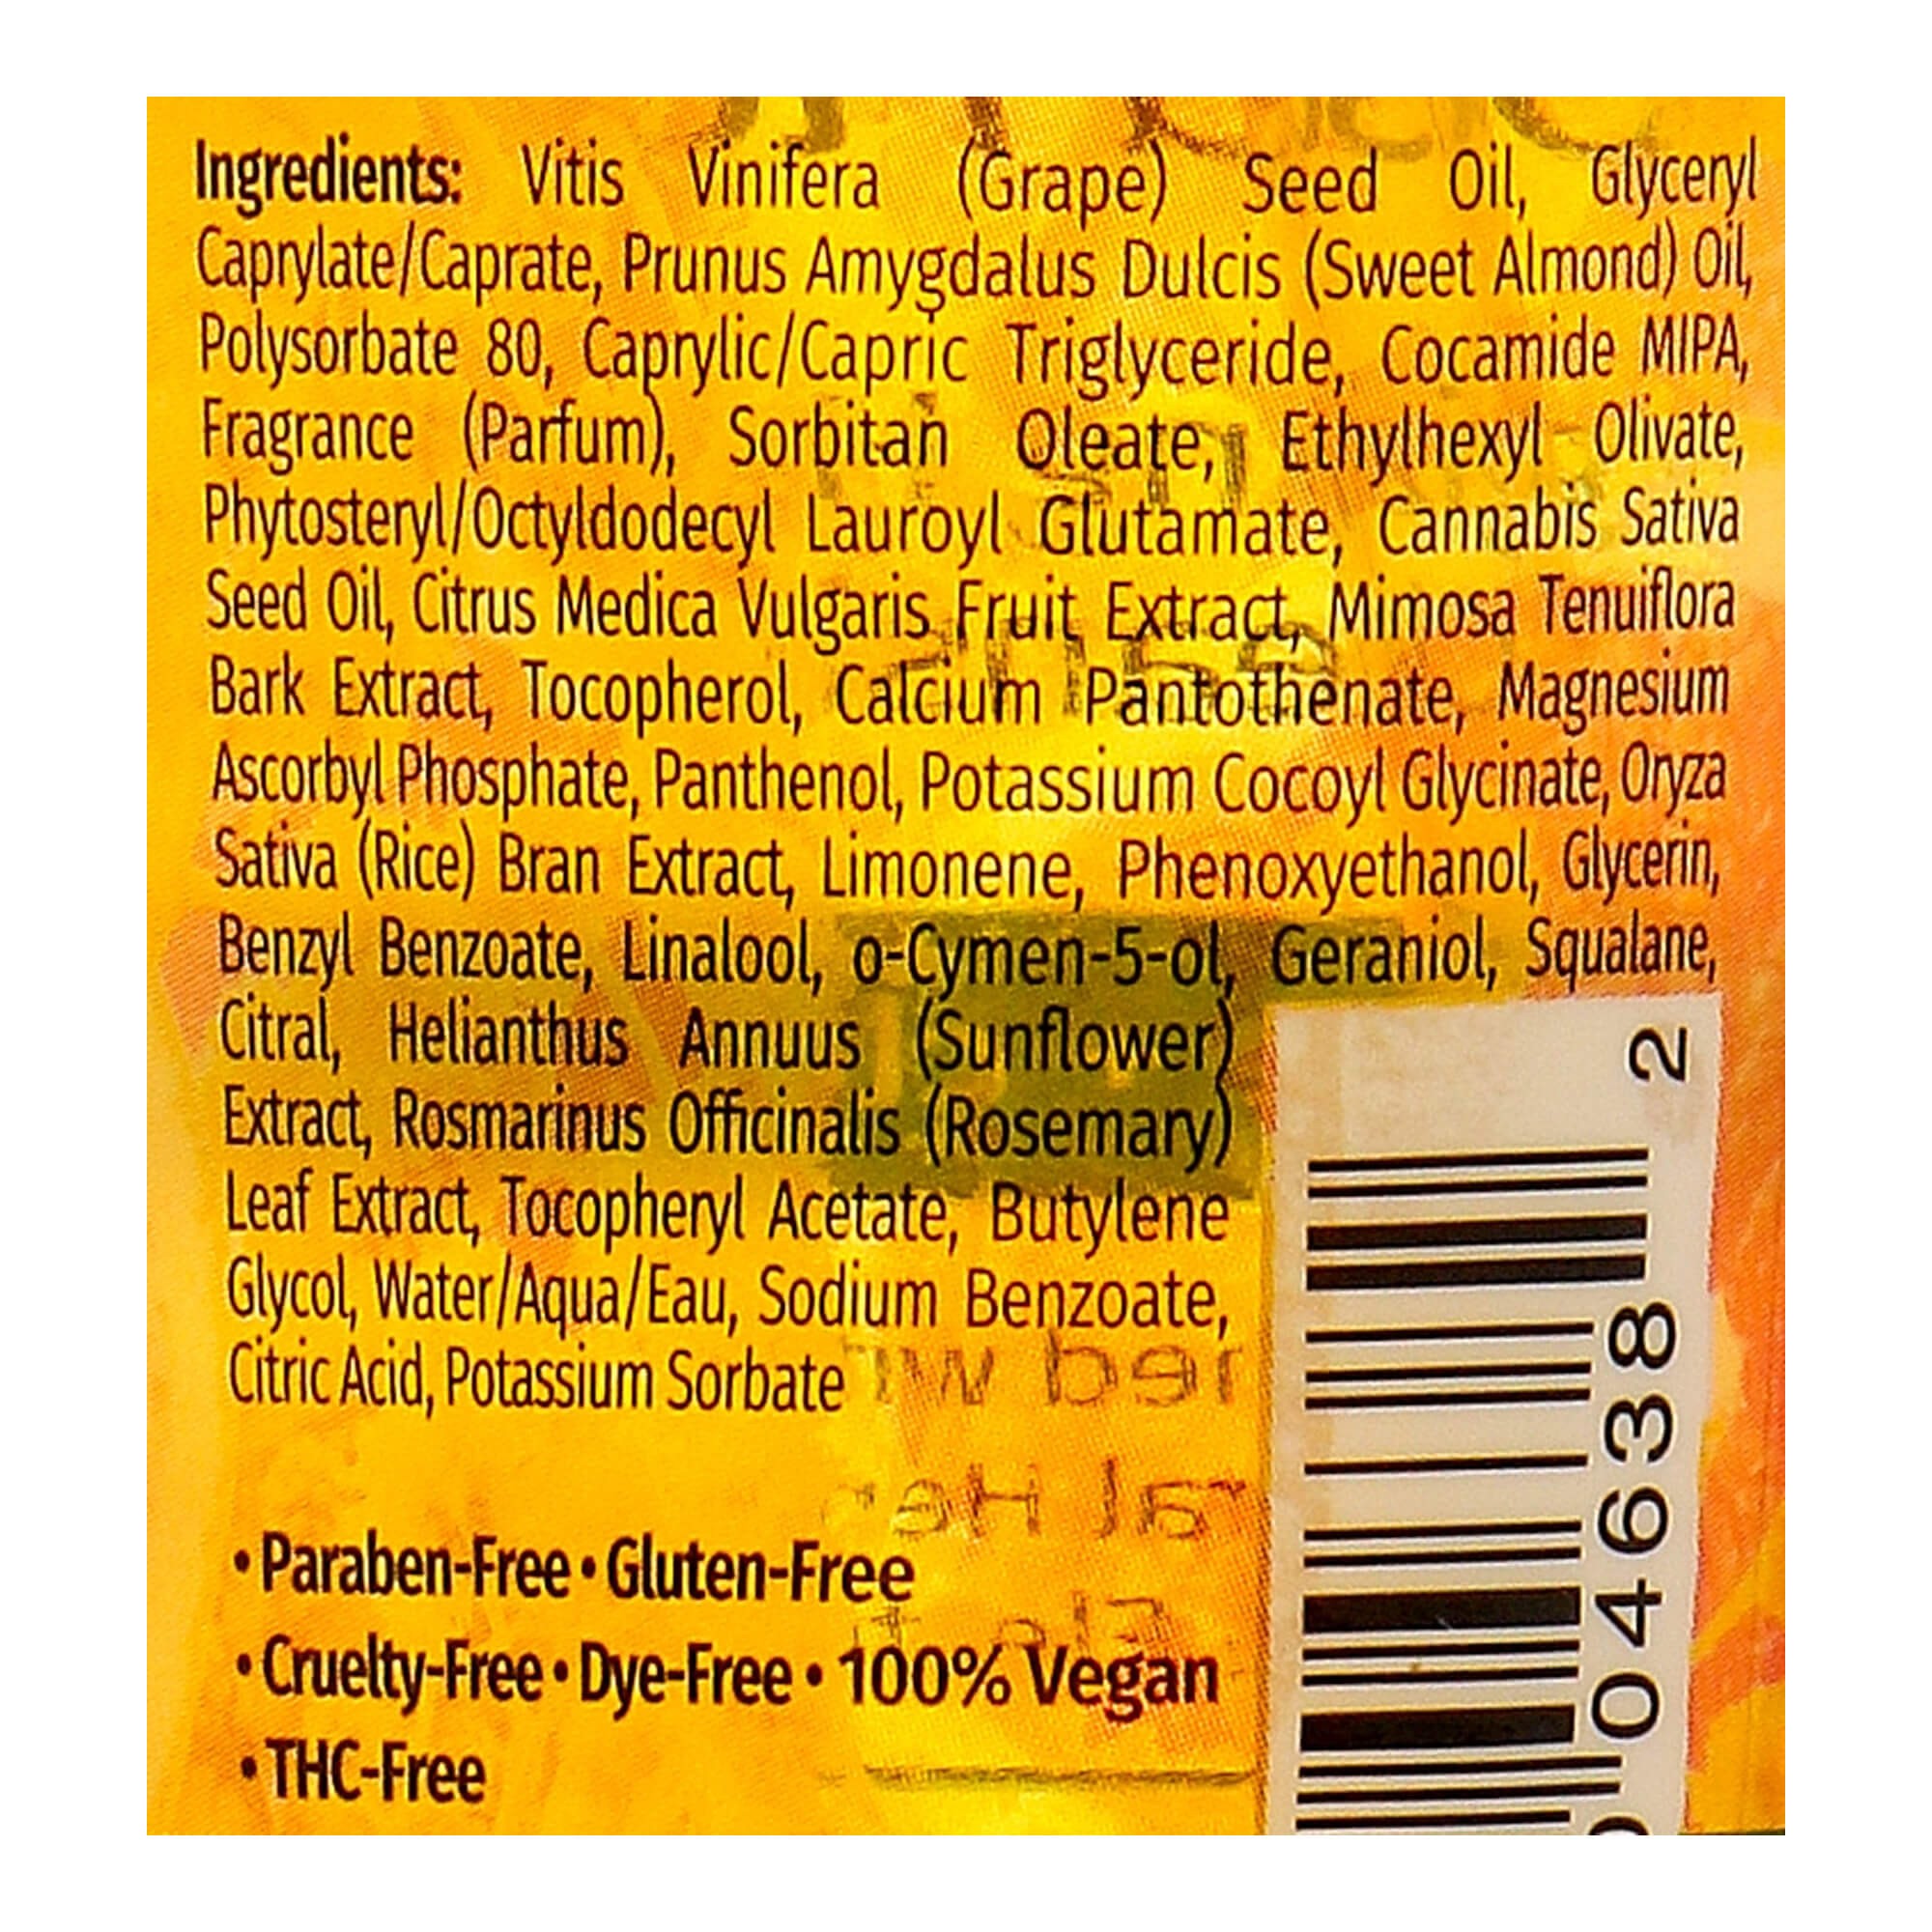 Ingredients: Vitis Vinifera (Grape) Seed Oil, Glyceryl
Caprylate/Caprate, Prunus Amygdalus Dulcis (Sweet Almond) Oil,
Polysorbate 80, Caprylic/Capric Triglyceride, Cocamide MIPA,
Fragrance (Parfum), Sorbitan Oleate, Ethylhexyl Olivate,
Phytosteryl/Octyldodecyl Lauroyl Glutamate, Cannabis Sativa
Seed Oil, Citrus Medica Vulgaris Fruit Extract, Mimosa Tenuiflora
Bark Extract, Tocopherol, Calcium Pantothenate, Magnesium
Ascorbyl Phosphate, Panthenol, Potassium Cocoyl Glycinate, Oryza
Sativa (Rice) Bran Extract, Limonene, Phenoxyethanol, Glycerin,
Benzyl Benzoate, Linalool, o-Cymen-5-ol, Geraniol, Squalane,
Citral, Helianthus Annuus (Sunflower)
Extract, Rosmarinus Officinalis (Rosemary)
Leaf Extract, Tocopheryl Acetate, Butylene
Glycol, Water/Aqua/Eau, Sodium Benzoate,
Citric Acid, Potassium Sorbate
• Paraben-Free • Gluten-Free
• Cruelty-Free • Dye-Free • 100% Vegan
• THC-Free
04638 2